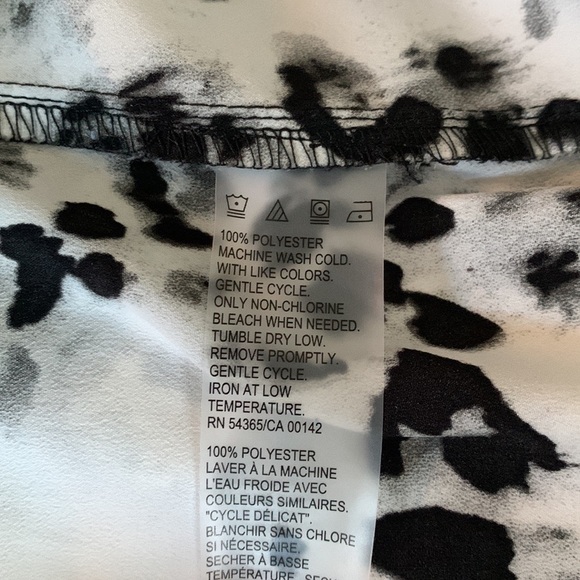 100% POLYESTER
MACHINE WASH COLD.
WITH LIKE COLORS.
GENTLE CYCLE.
ONLY NON-CHLORINE
BLEACH WHEN NEEDED.
TUMBLE DRY LOW.
REMOVE PROMPTLY.
GENTLE CYCLE.
IRON AT LOW
TEMPERATURE.
RN 54365/CA 00142
100% POLYESTER
LAVER À LA MACHINE
L'EAU FROIDE AVEC
COULEURS SIMILAIRES.
"CYCLE DÉLICAT".
BLANCHIR SANS CHLORE
SI NÉCESSAIRE.
SECHER À BASSE
TEMPÉRATURE.